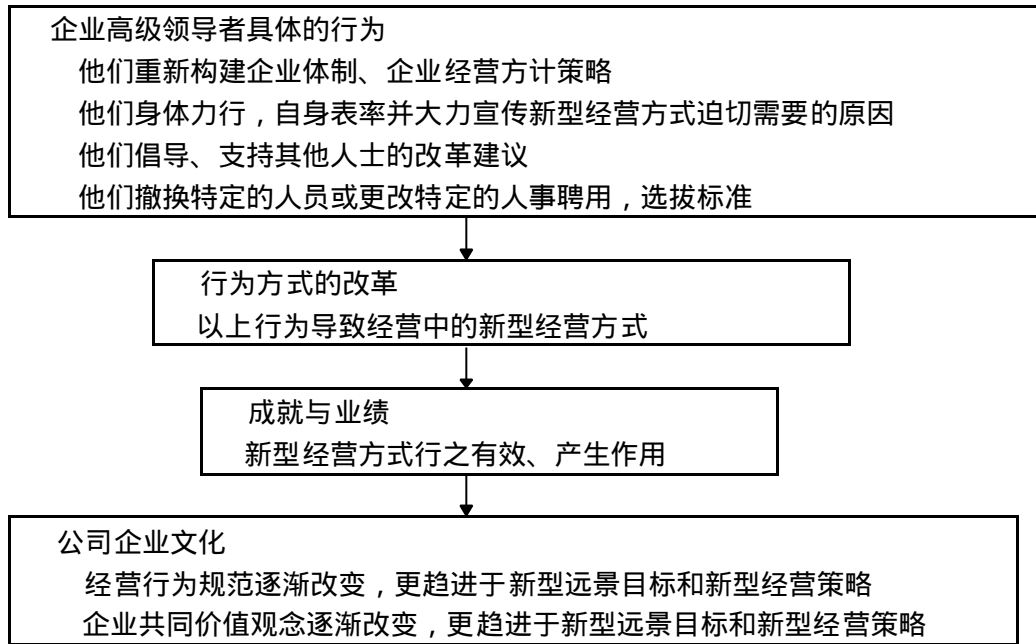 企业高级领导者具体的行为
他们重新构建企业体制、企业经营方计策略
他们身体力行，自身表率并大力宣传新型经营方式迫切需要的原因
他们倡导、支持其他人士的改革建议
他们撤换特定的人员或更改特定的人事聘用，选拔标准
行为方式的改革
以上行为导致经营中的新型经营方式
成就与业绩
新型经营方式行之有效、产生作用
公司企业文化
经营行为规范逐渐改变，更趋进于新型远景目标和新型经营策略
企业共同价值观念逐渐改变，更趋进于新型远景目标和新型经营策略